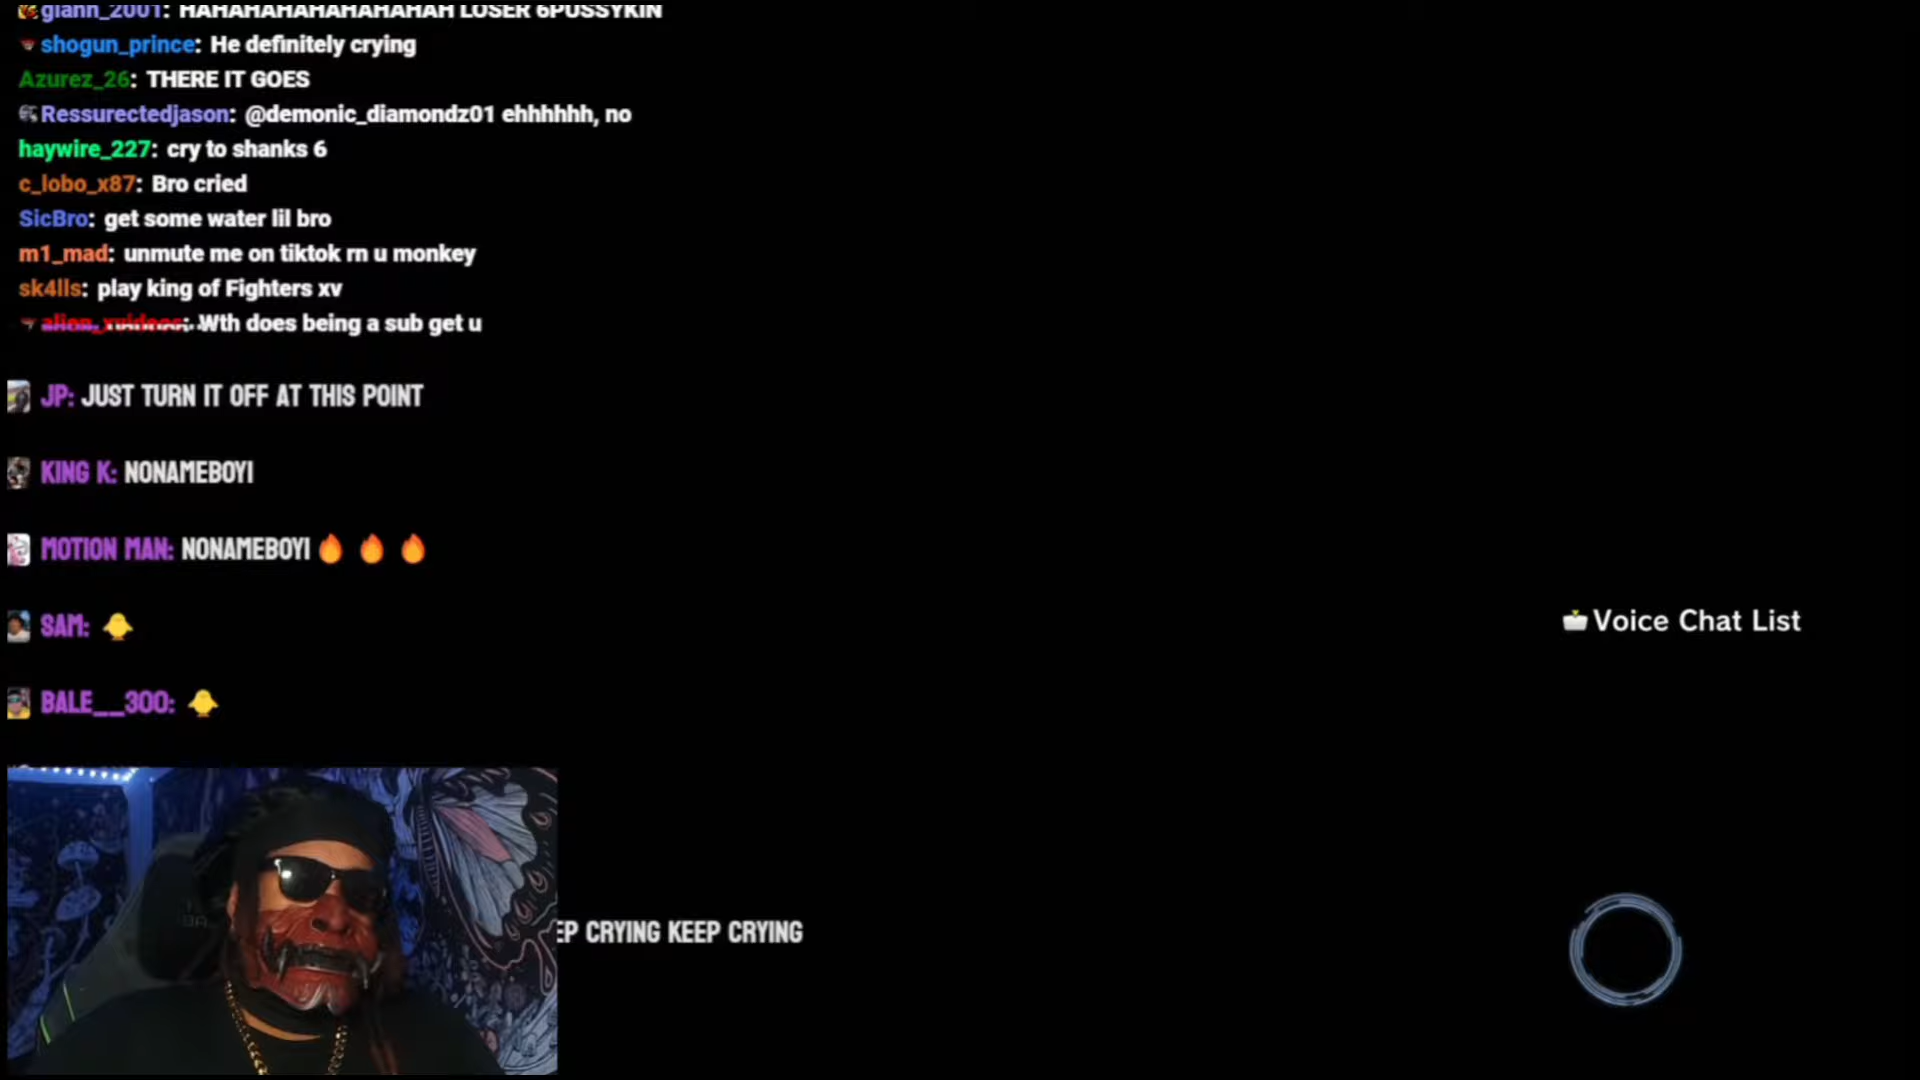 giann_2001: HAHAHAHAHAHAHAHAH LOSER 6PUSSYKIN
shogun_prince: He definitely crying
Azurez_26: THERE IT GOES
Ressurectedjason: @demonic_diamondz01 ehhhhhh, no
haywire_227: cry to shanks 6
c_lobo_x87: Bro cried
SicBro: get some water lil bro
m1_mad: unmute me on tiktok rn u monkey
sk4lls: play king of Fighters xv
: Wth does being a sub get u
JP: JUST TURN IT OFF AT THIS POINT
KING K: NONAMEBOYI
MOTION MAN: NONAMEBOYI 🔥 🔥 🔥
SAM: 🐥
BALE__300: 🐥
Voice Chat List
EP CRYING KEEP CRYING